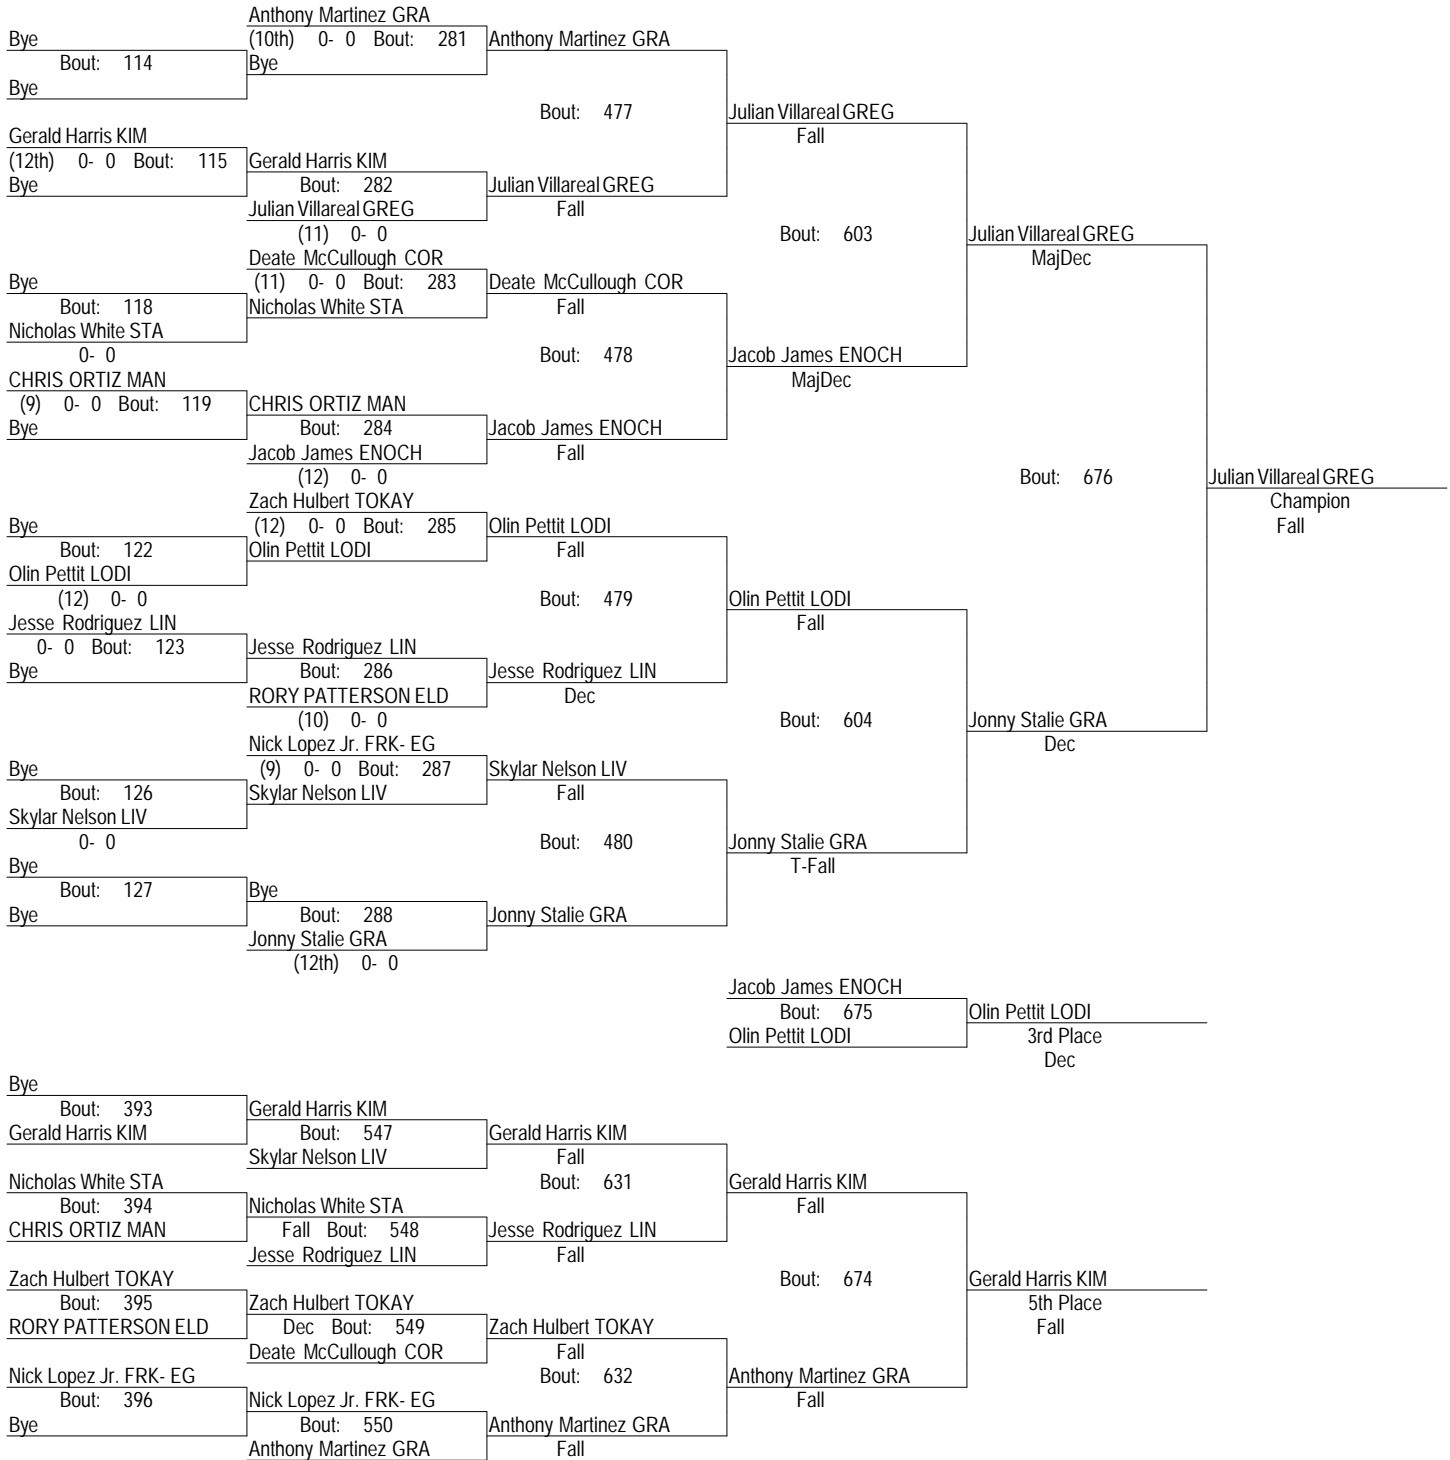 Anthony Martinez GRA
Bye (10th) 0- 0 Bout: 281 Anthony Martinez GRA
Bout: 114 Bye
Bye
Bout: 477 Julian Villareal GREG
Gerald Harris KIM Fall
(12th) 0- 0 Bout: 115 Gerald Harris KIM
Bye Bout: 282 Julian Villareal GREG
Julian Villareal GREG Fall
(11) 0- 0 Bout: 603 Julian Villareal GREG
Deate McCullough COR MajDec
Bye (11) 0- 0 Bout: 283 Deate McCullough COR
Bout: 118 Nicholas White STA Fall
Nicholas White STA
0- 0 Bout: 478 Jacob James ENOCH
CHRIS ORTIZ MAN MajDec
(9) 0- 0 Bout: 119 CHRIS ORTIZ MAN
Bye Bout: 284 Jacob James ENOCH
Jacob James ENOCH Fall
(12) 0- 0 Bout: 676 Julian Villareal GREG
Zach Hulbert TOKAY Champion
Bye (12) 0- 0 Bout: 285 Olin Pettit LODI Fall
Bout: 122 Olin Pettit LODI Fall
Olin Pettit LODI
(12) 0- 0 Bout: 479 Olin Pettit LODI
Jesse Rodriguez LIN Fall
0- 0 Bout: 123 Jesse Rodriguez LIN
Bye Bout: 286 Jesse Rodriguez LIN
RORY PATTERSON ELD Dec
(10) 0- 0 Bout: 604 Jonny Stalie GRA
Nick Lopez Jr. FRK- EG Dec
Bye (9) 0- 0 Bout: 287 Skylar Nelson LIV
Bout: 126 Skylar Nelson LIV Fall
Skylar Nelson LIV
0- 0 Bout: 480 Jonny Stalie GRA
Bye T-Fall
Bout: 127 Bye
Bye Bout: 288 Jonny Stalie GRA
Jonny Stalie GRA
(12th) 0- 0
Jacob James ENOCH
Bout: 675 Olin Pettit LODI
Olin Pettit LODI 3rd Place
Dec
Bye
Bout: 393 Gerald Harris KIM
Gerald Harris KIM Bout: 547 Gerald Harris KIM
Skylar Nelson LIV Fall
Nicholas White STA Bout: 631 Gerald Harris KIM
Bout: 394 Nicholas White STA Fall
CHRIS ORTIZ MAN Fall Bout: 548 Jesse Rodriguez LIN
Jesse Rodriguez LIN Fall
Zach Hulbert TOKAY Bout: 674 Gerald Harris KIM
Bout: 395 Zach Hulbert TOKAY 5th Place
RORY PATTERSON ELD Dec Bout: 549 Zach Hulbert TOKAY Fall
Deate McCullough COR Fall
Nick Lopez Jr. FRK- EG Bout: 632 Anthony Martinez GRA
Bout: 396 Nick Lopez Jr. FRK- EG Fall
Bye Bout: 550 Anthony Martinez GRA
Anthony Martinez GRA Fall